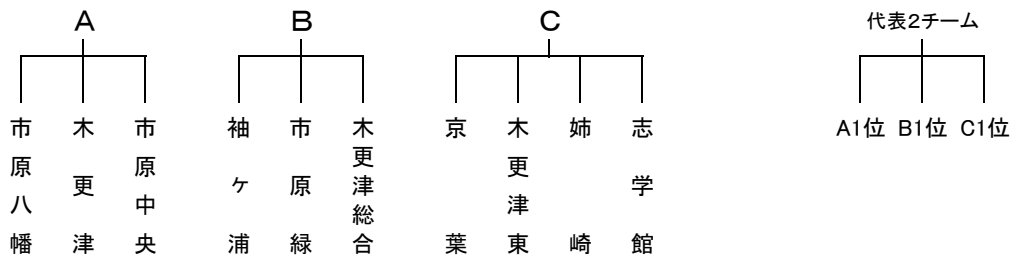 A
B
C
代表2チーム
市原八幡
木更津
市原中央
袖ヶ浦
市原緑
木更津総合
京葉
木更津東
姉崎
志学館
A1位 B1位 C1位